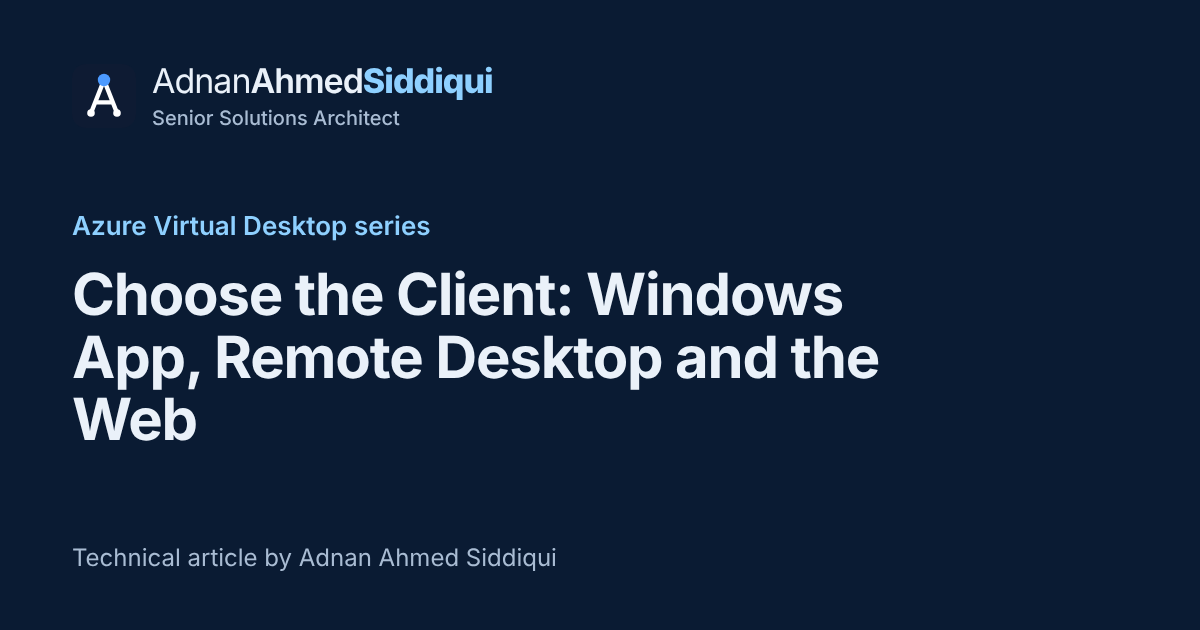 AdnanAhmedSiddiqui
Senior Solutions Architect
Azure Virtual Desktop series
Choose the Client: Windows
App, Remote Desktop and the
Web
Technical article by Adnan Ahmed Siddiqui